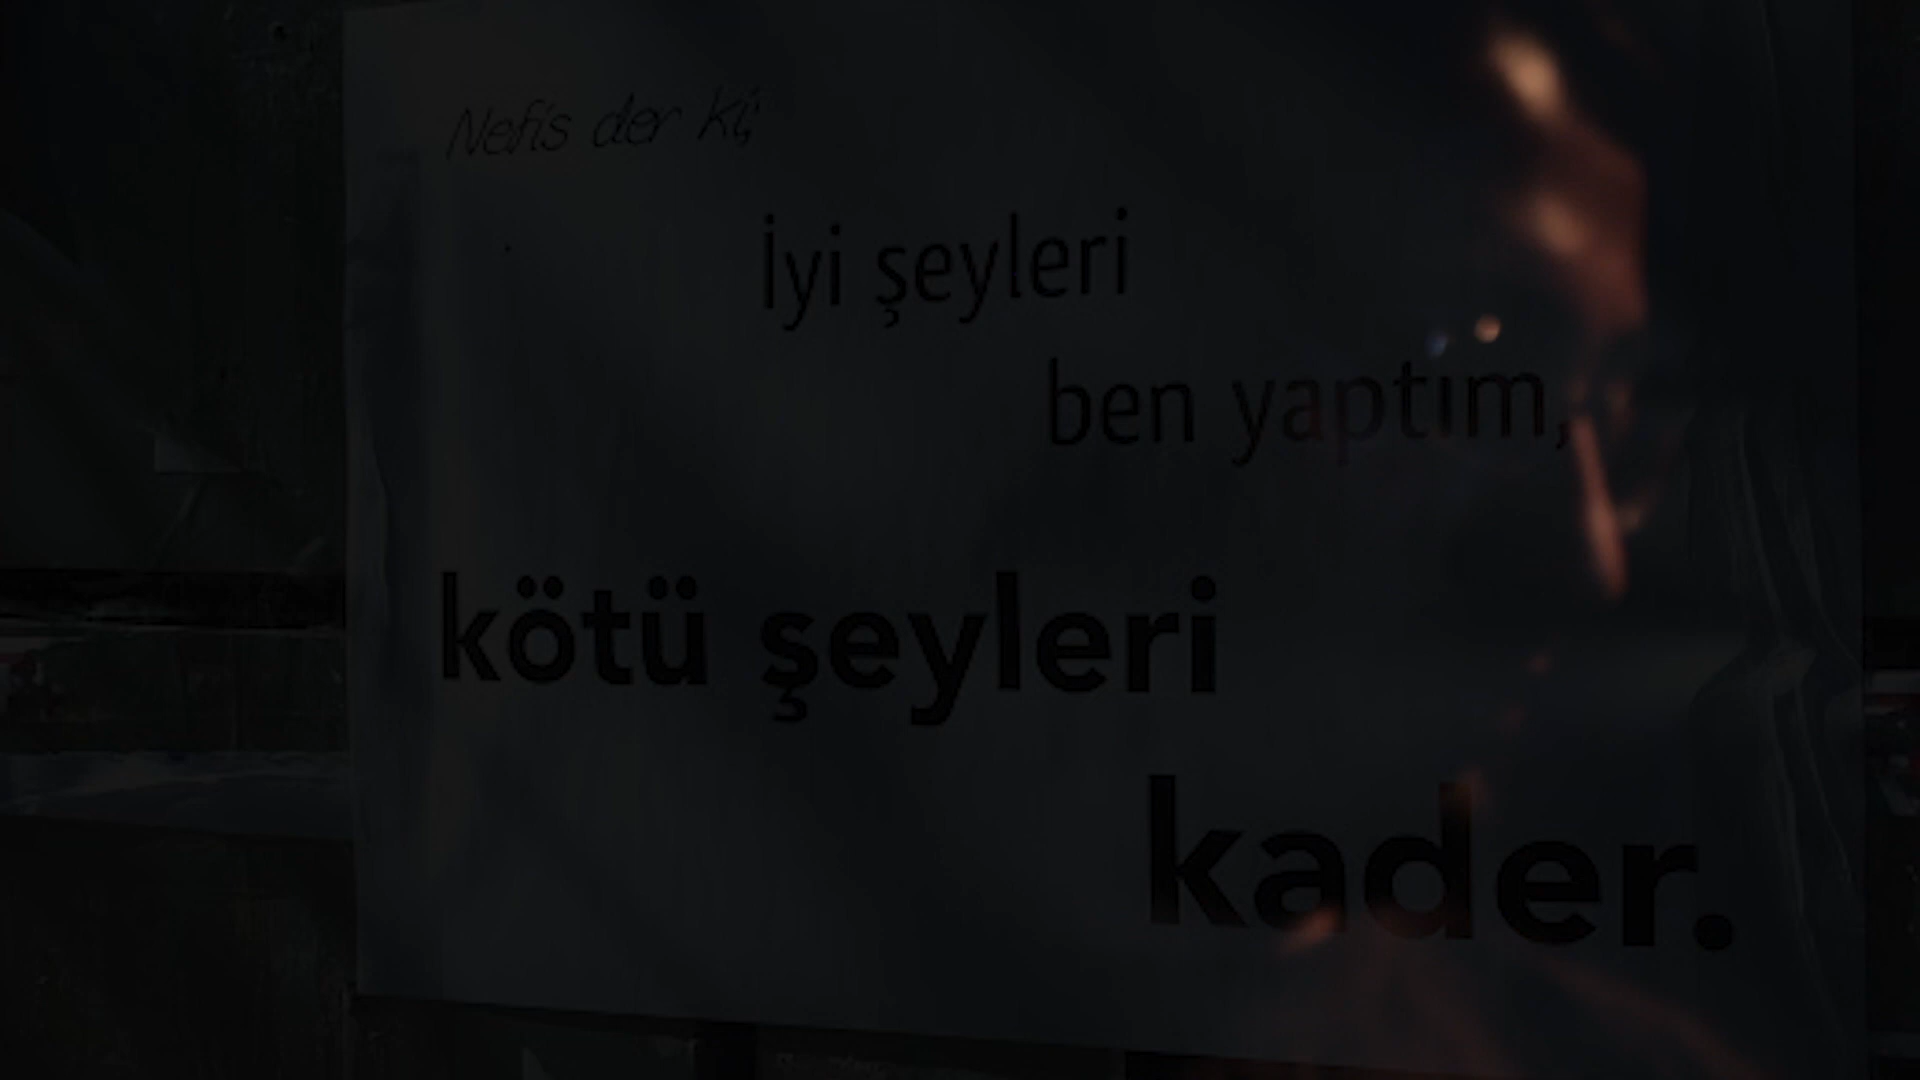 Nefis der ki;
İyi şeyleri
ben yaptım,
kötü şeyleri
kader.